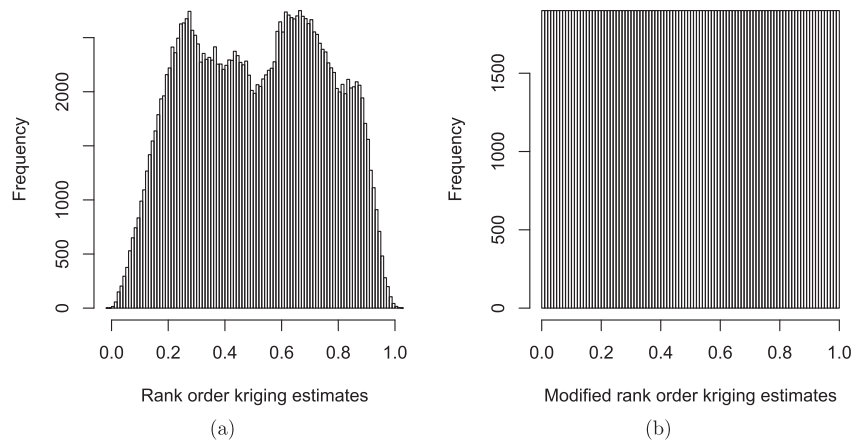 Frequency
0
500
1000
2000
0.0 0.2 0.4 0.6 0.8 1.0
Rank order kriging estimates
(a)
Frequency
0
500
1000
1500
0.0 0.2 0.4 0.6 0.8 1.0
Modified rank order kriging estimates
(b)